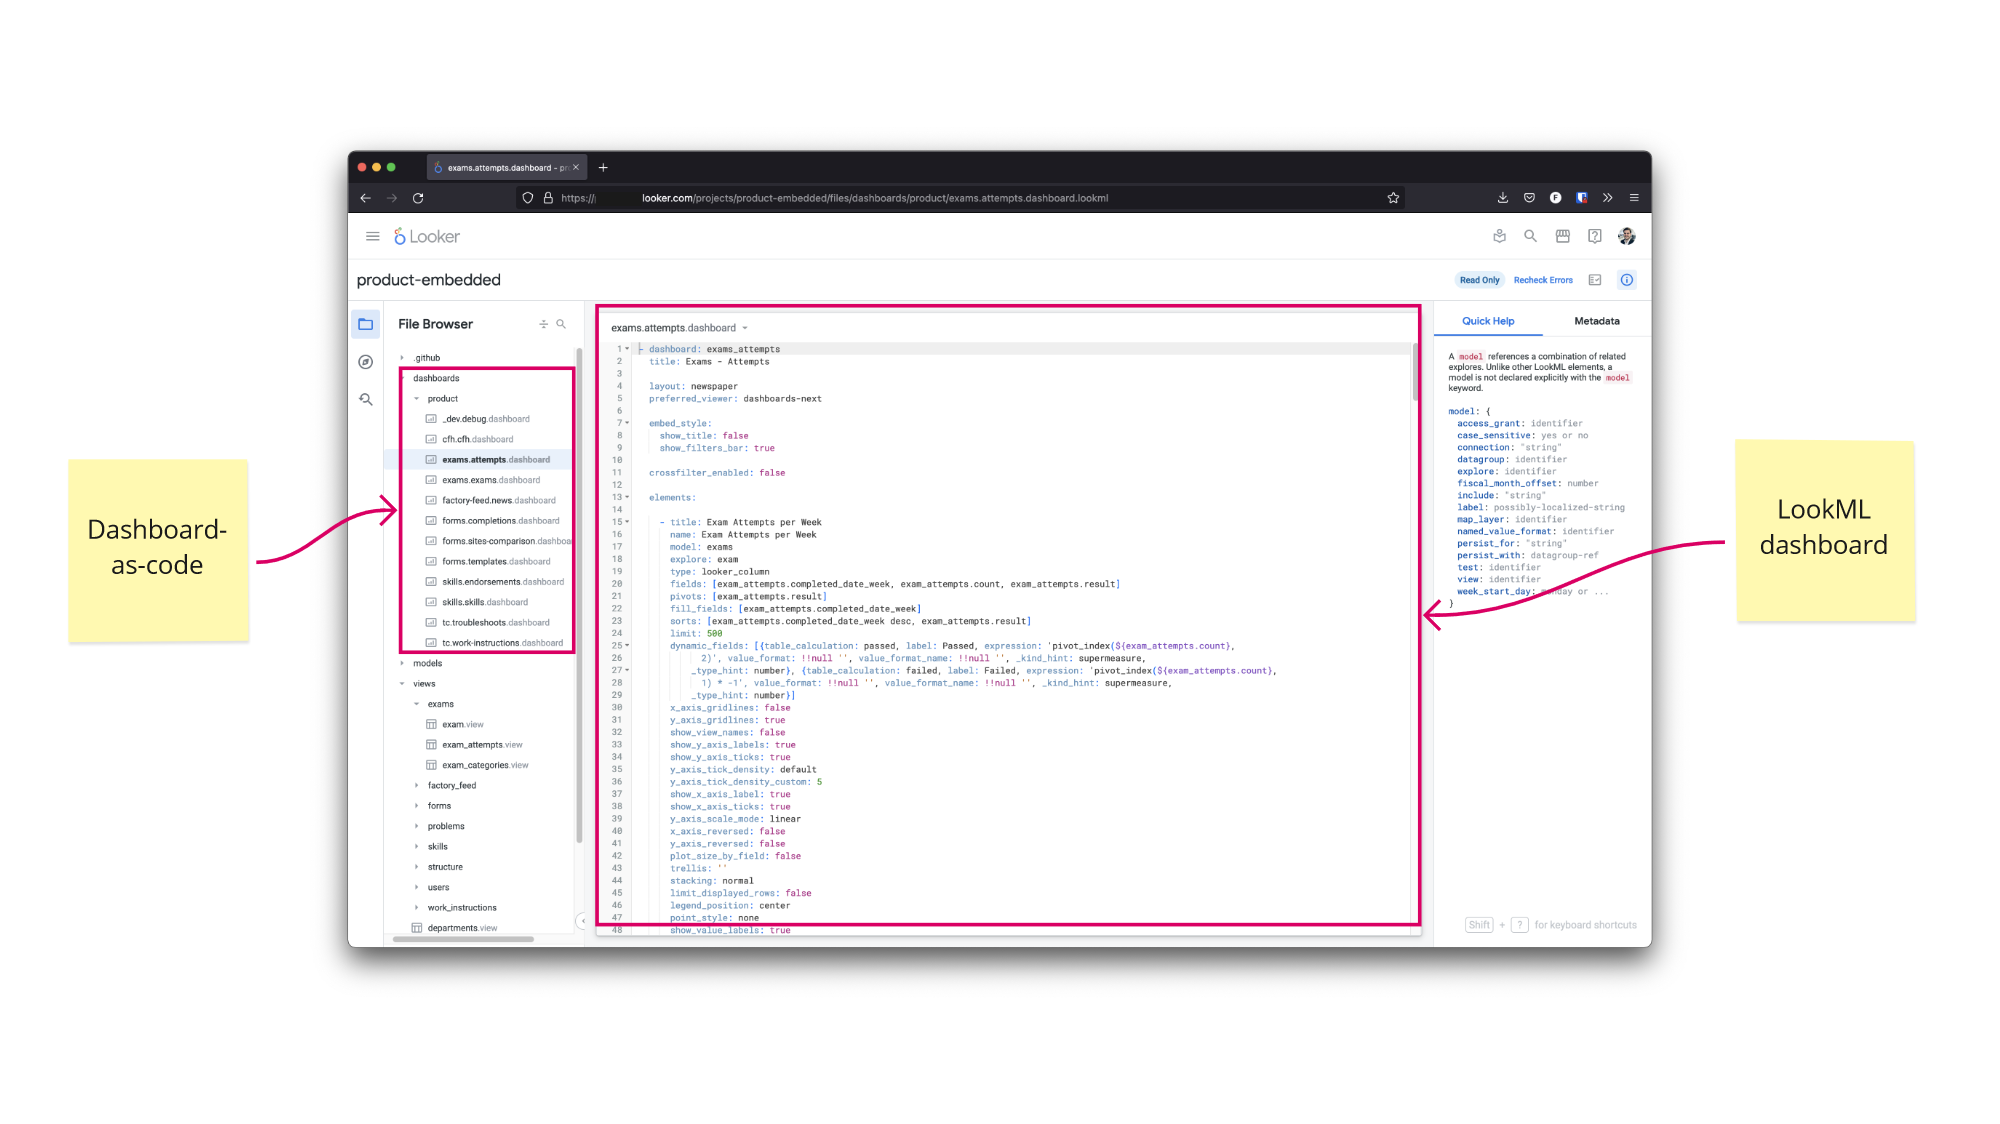 exams.attempts.dashboard - pr
https://
looker.com/projects/product-embedded/files/dashboards/product/exams.attempts.dashboard.lookml
Looker
product-embedded
Read Only
Recheck Errors
File Browser
.github
dashboards
product
_dev.debug.dashboard
cfh.cfh.dashboard
exams.attempts.dashboard
exams.exams.dashboard
factory-feed.news.dashboard
forms.completions.dashboard
forms.sites-comparison.dashboa
forms.templates.dashboard
skills.endorsements.dashboard
skills.skills.dashboard
tc.troubleshoots.dashboard
tc.work-instructions.dashboard
models
views
exams
exam.view
exam_attempts.view
exam_categories.view
factory_feed
forms
problems
skills
structure
users
work_instructions
departments.view
Dashboard-
as-code
exams.attempts.dashboard
1 - dashboard: exams_attempts
2 title: Exams - Attempts
3
4 layout: newspaper
5 preferred_viewer: dashboards-next
6
7 embed_style:
8 show_title: false
9 show_filters_bar: true
10
11 crossfilter_enabled: false
12
13 elements:
14
15 - title: Exam Attempts per Week
16 name: Exam Attempts per Week
17 model: exams
18 explore: exam
19 type: looker_column
20 fields: [exam_attempts.completed_date_week, exam_attempts.count, exam_attempts.result]
21 pivots: [exam_attempts.result]
22 fill_fields: [exam_attempts.completed_date_week]
23 sorts: [exam_attempts.completed_date_week desc, exam_attempts.result]
24 limit: 500
25 dynamic_fields: [{table_calculation: passed, label: Passed, expression: 'pivot_index(${exam_attempts.count},
26 2)', value_format: !!null '', value_format_name: !!null '', _kind_hint: supermeasure,
27 _type_hint: number}, {table_calculation: failed, label: Failed, expression: 'pivot_index(${exam_attempts.count},
28 1) * -1', value_format: !!null '', value_format_name: !!null '', _kind_hint: supermeasure,
29 _type_hint: number}]
30 x_axis_gridlines: false
31 y_axis_gridlines: true
32 show_view_names: false
33 show_y_axis_labels: true
34 show_y_axis_ticks: true
35 y_axis_tick_density: default
36 y_axis_tick_density_custom: 5
37 show_x_axis_label: true
38 show_x_axis_ticks: true
39 y_axis_scale_mode: linear
40 x_axis_reversed: false
41 y_axis_reversed: false
42 plot_size_by_field: false
43 trellis: ''
44 stacking: normal
45 limit_displayed_rows: false
46 legend_position: center
47 point_style: none
48 show_value_labels: true
Quick Help
Metadata
A model references a combination of related
explores. Unlike other LookML elements, a
model is not declared explicitly with the model
keyword.
model: {
access_grant: identifier
case_sensitive: yes or no
connection: "string"
datagroup: identifier
explore: identifier
fiscal_month_offset: number
include: "string"
label: possibly-localized-string
map_layer: identifier
named_value_format: identifier
persist_for: "string"
persist_with: datagroup-ref
test: identifier
view: identifier
week_start_day: monday or ...
}
Shift + ? for keyboard shortcuts
LookML
dashboard